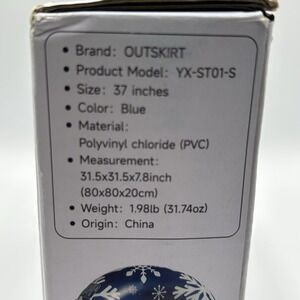 • Brand: OUTSKIRT
• Product Model: YX-ST01-S
• Size: 37 inches
• Color: Blue
• Material:
Polyvinyl chloride (PVC)
• Measurement:
31.5x31.5x7.8inch
(80x80x20cm)
• Weight: 1.98lb (31.74oz)
• Origin: China